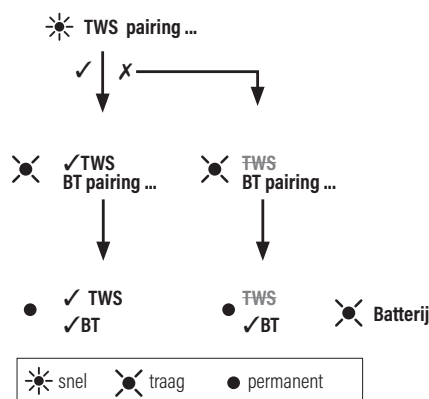 TWS pairing ...
✓ ✗
✓TWS TWS
BT pairing ... BT pairing ...
✓ TWS TWS
✓BT ✓BT Batterij
snel traag permanent